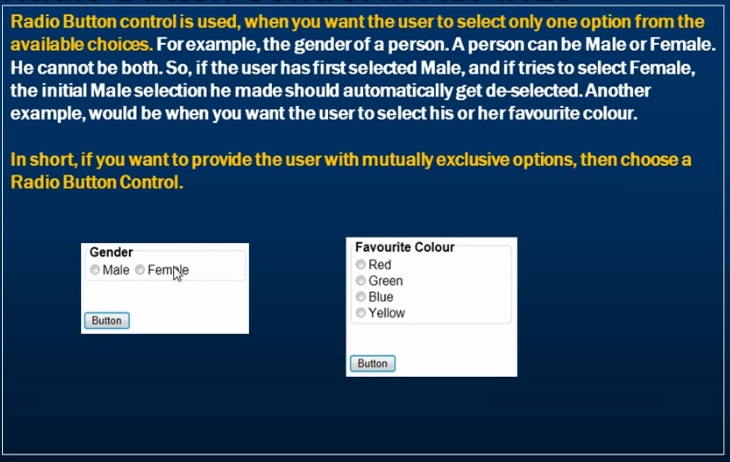 Radio Button control is used, when you want the user to select only one option from the
available choices. For example, the gender of a person. A person can be Male or Female.
He cannot be both. So, if the user has first selected Male, and if tries to select Female,
the initial Male selection he made should automatically get de-selected. Another
example, would be when you want the user to select his or her favourite colour.
In short, if you want to provide the user with mutually exclusive options, then choose a
Radio Button Control.
Gender
Male Female
Button
Favourite Colour
Red
Green
Blue
Yellow
Button